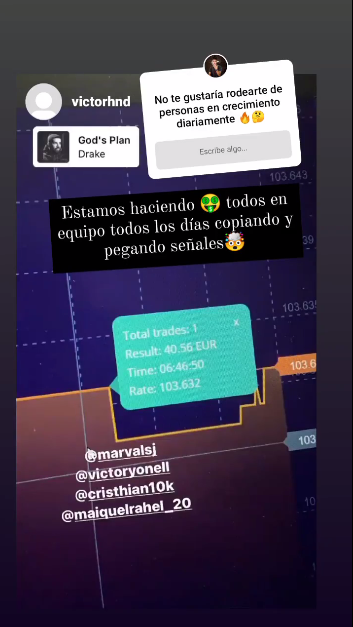 victorhnd
God's Plan
Drake
No te gustaría rodearte de
personas en crecimiento
diariamente 🔥🤔
Escribe algo...
Estamos haciendo 🤑 todos en
equipo todos los días copiando y
pegando señales🤯
103.643
103.635
Total trades: 1
x
Result: 40.56 EUR
Time: 06:46:50
Rate: 103.632
103.6
103
@marvalsj
@victoryonell
@cristhian10k
@maiquelrahel_20